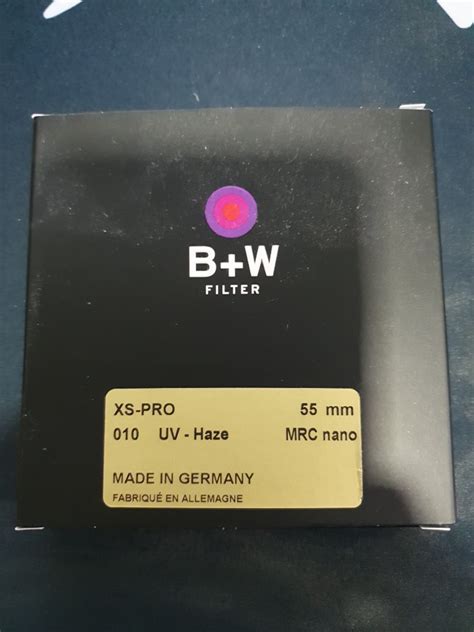 B+W
FILTER
XS-PRO 55 mm
010 UV - Haze MRC nano
MADE IN GERMANY
FABRIQUÉ EN ALLEMAGNE